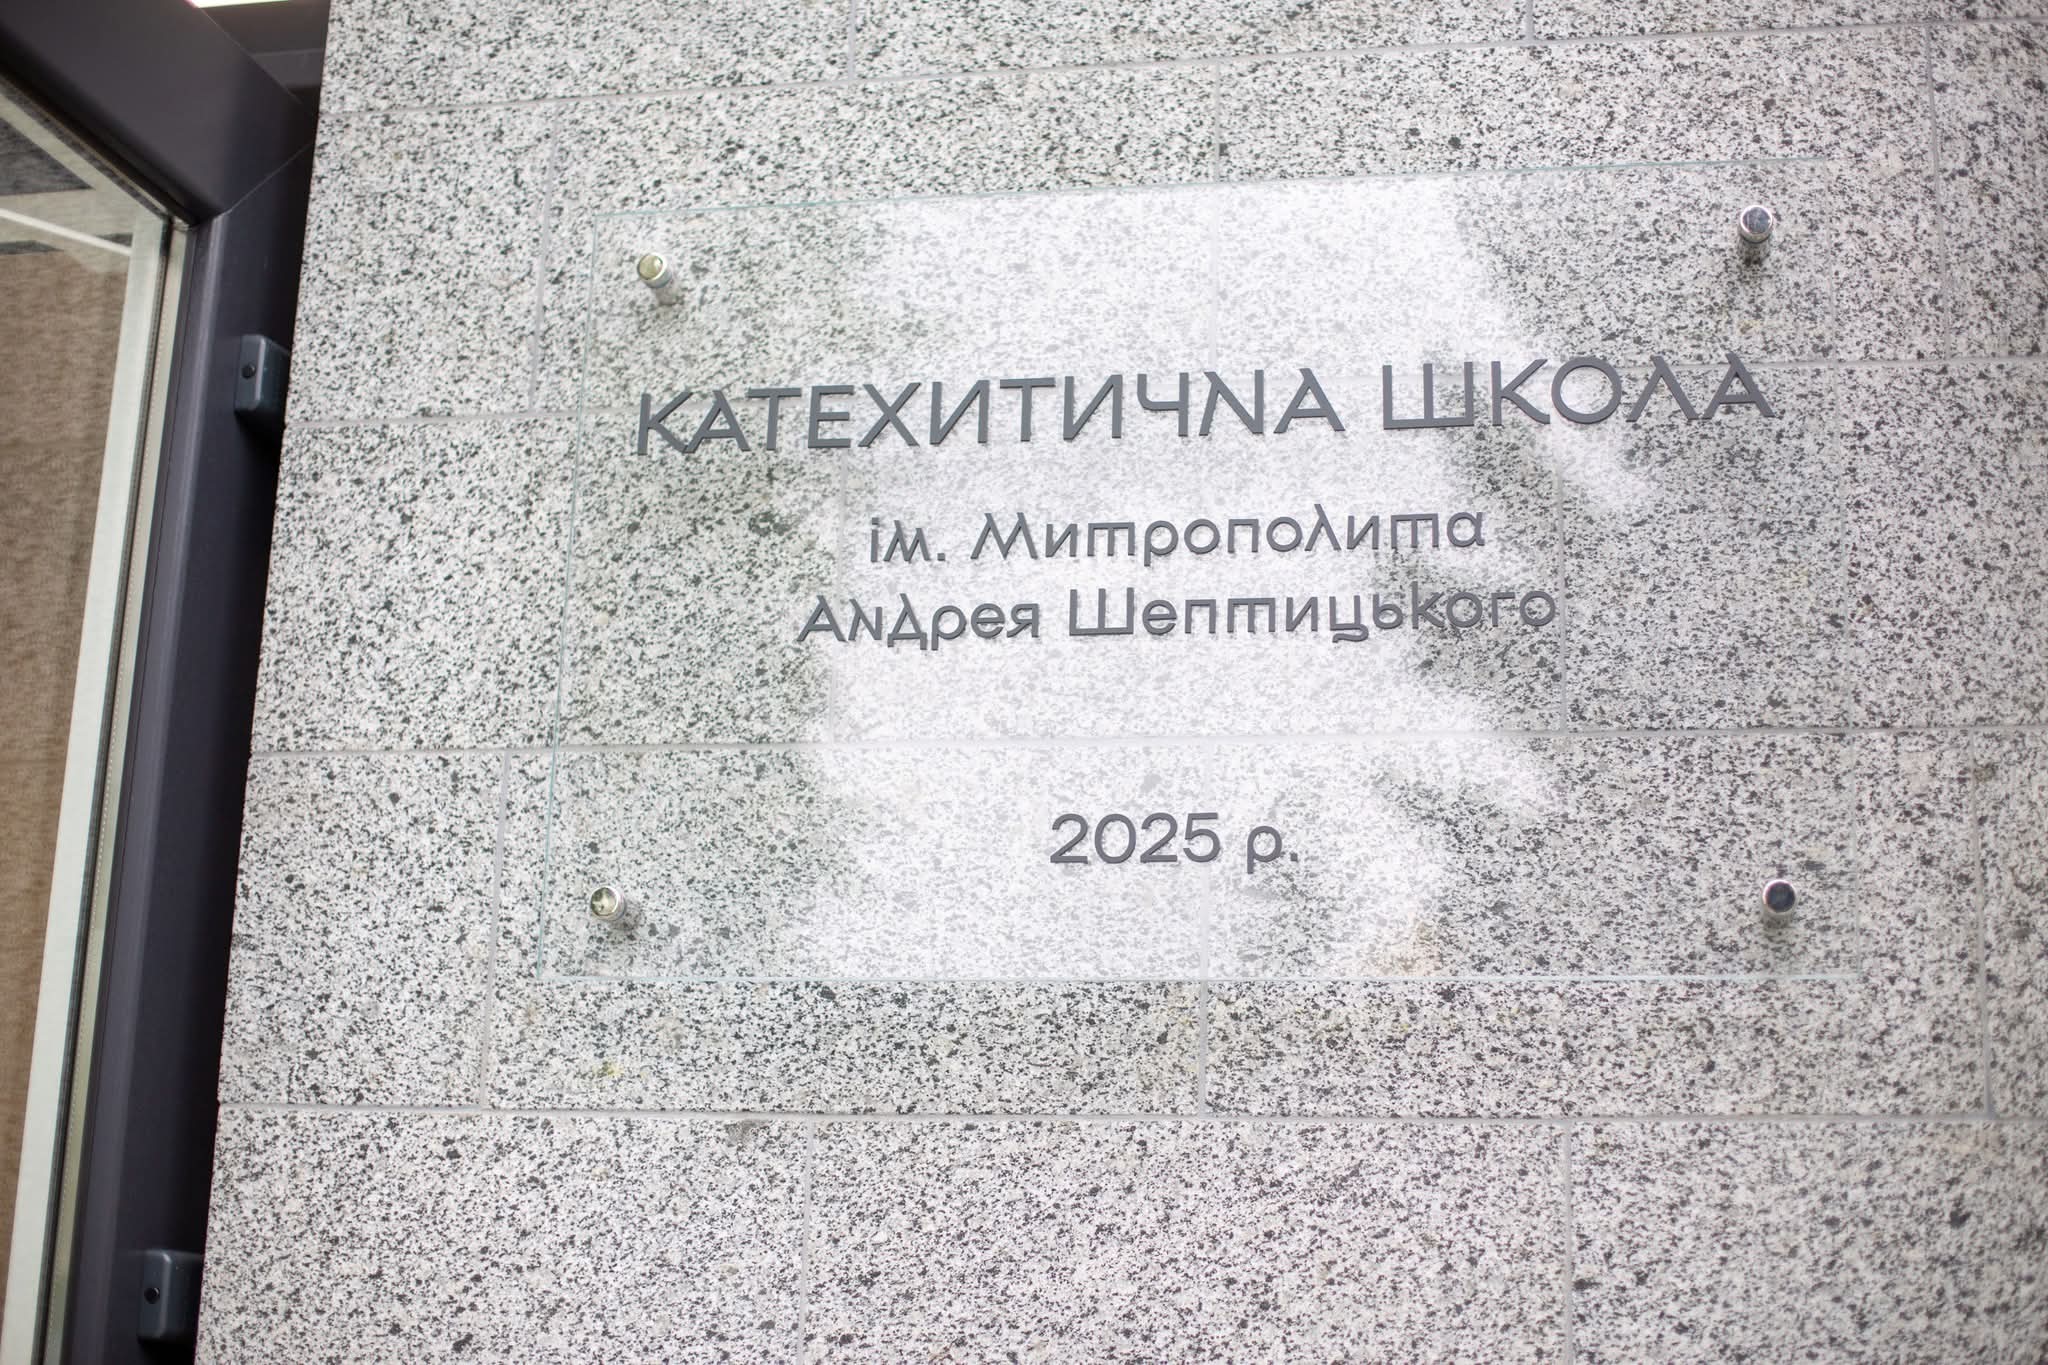 КАТЕХИТИЧНА ШКОЛА
ім. Митрополита
Андрея Шептицького
2025 р.